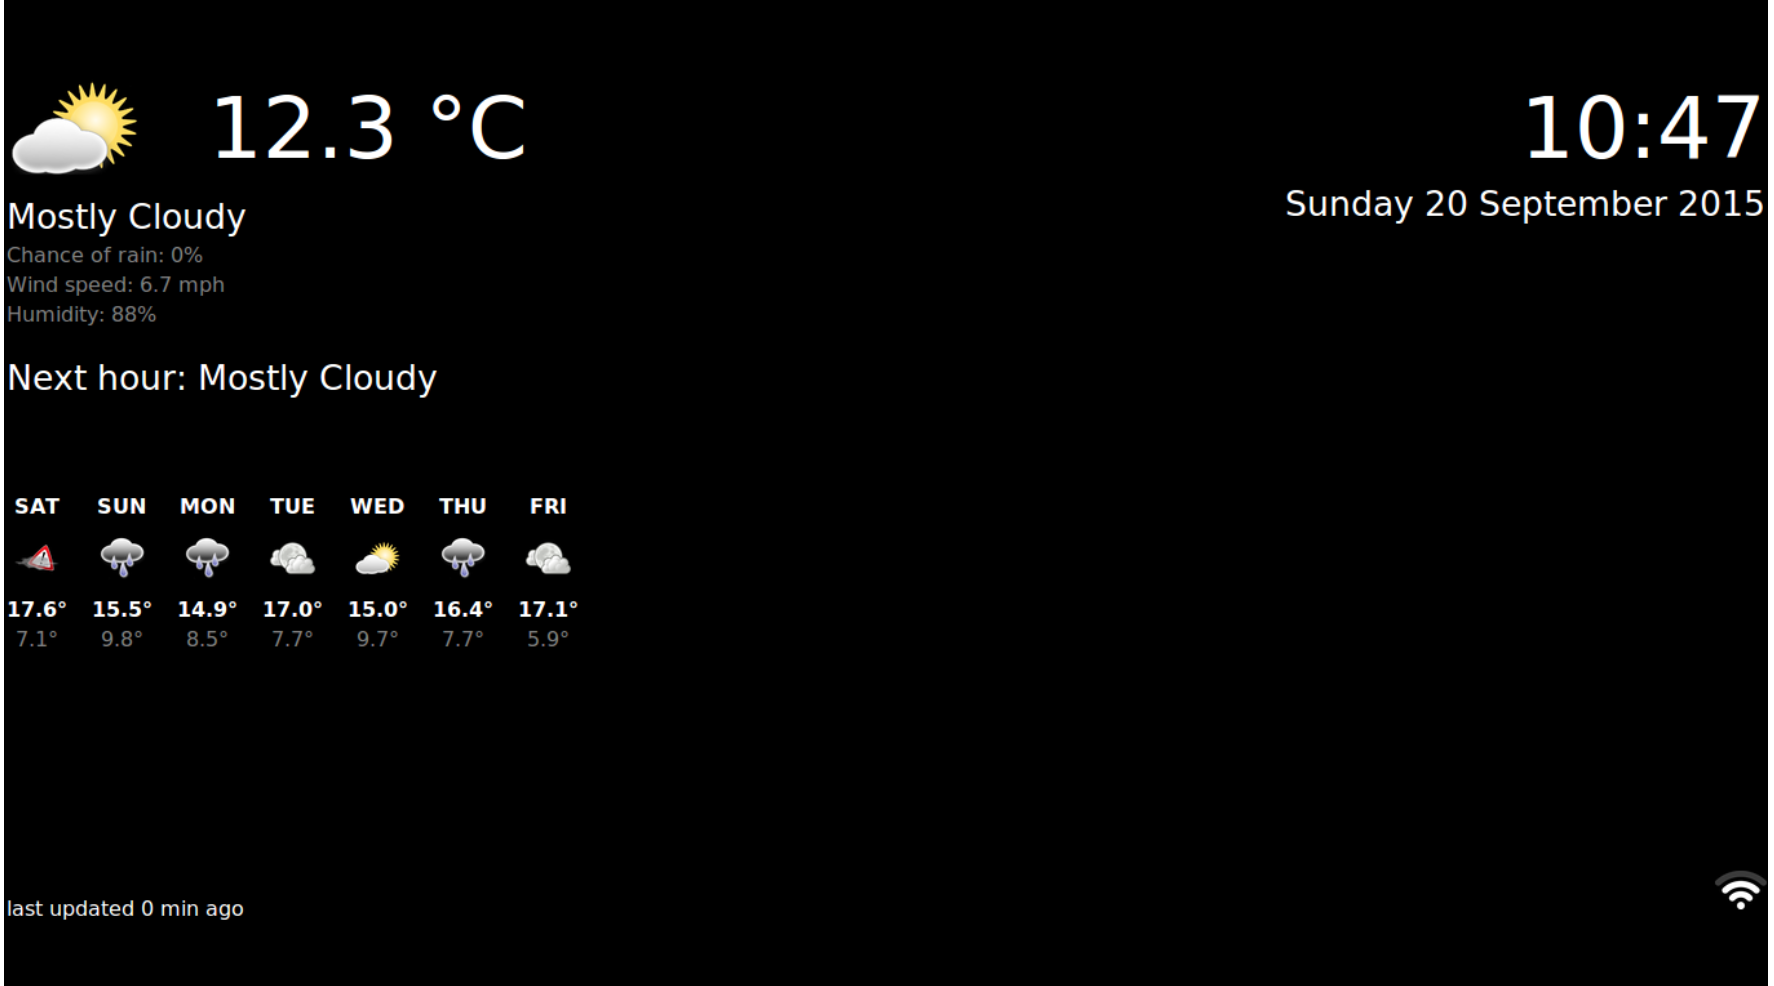 12.3 °C
10:47
Sunday 20 September 2015
Mostly Cloudy
Chance of rain: 0%
Wind speed: 6.7 mph
Humidity: 88%
Next hour: Mostly Cloudy
SAT SUN MON TUE WED THU FRI
17.6° 15.5° 14.9° 17.0° 15.0° 16.4° 17.1°
7.1° 9.8° 8.5° 7.7° 9.7° 7.7° 5.9°
last updated 0 min ago